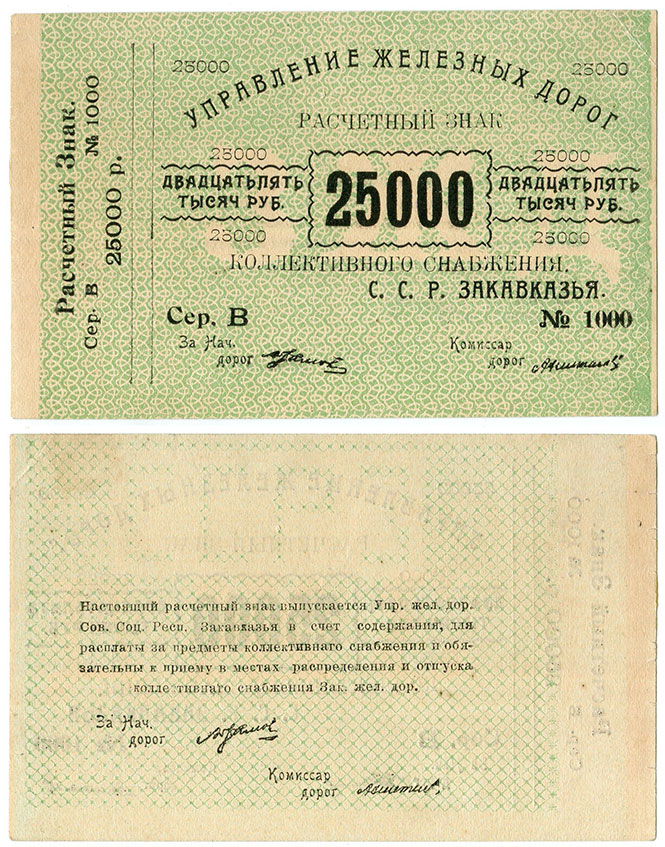 Расчетный Знак.
Сер. В № 1000
25000 р.
25000 25000
УПРАВЛЕНИЕ ЖЕЛЕЗНЫХ ДОРОГ
РАСЧЕТНЫЙ ЗНАК
25000 25000
ДВАДЦАТЬПЯТЬ ТЫСЯЧ РУБ.
25000
ДВАДЦАТЬПЯТЬ ТЫСЯЧ РУБ.
25000 25000
КОЛЛЕКТИВНОГО СНАБЖЕНИЯ.
С. С. Р. ЗАКАВКАЗЬЯ.
Сер. В № 1000
За Нач. дорог
Комиссар дорог
Настоящий расчетный знак выпускается Упр. жел. дор.
Сов. Соц. Респ. Закавказья в счет содержания, для
расплаты за предметы коллективнаго снабжения и обя-
зательны к приему в местах распределения и отпуска
колле тивнаго снабжения Зак. жел. дор.
За Нач.
дорог
Комиссар
дорог